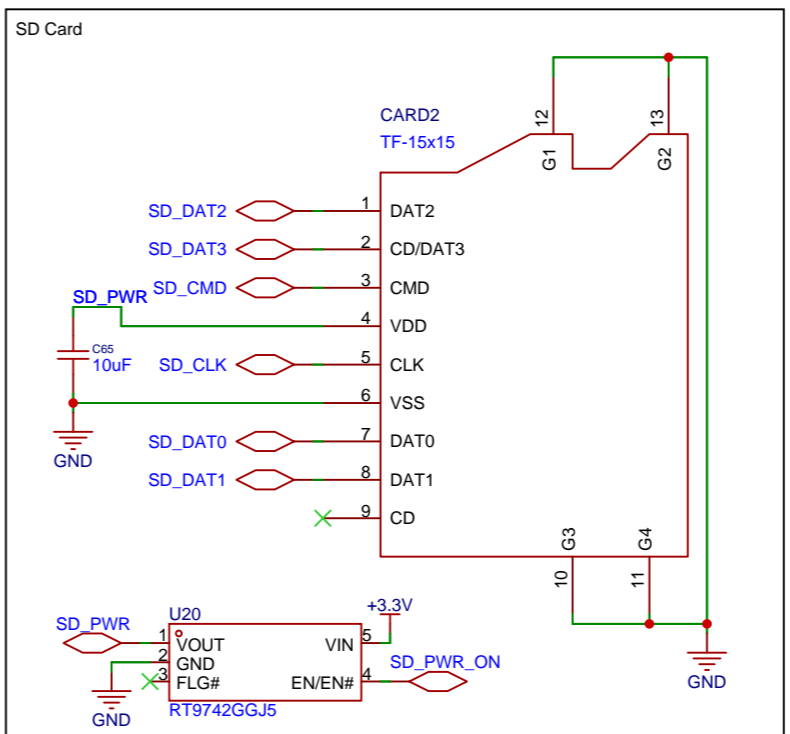 SD Card
CARD2
TF-15x15
12
13
G1
G2
SD_DAT2
1
DAT2
SD_DAT3
2
CD/DAT3
SD_CMD
3
CMD
SD_PWR
4
VDD
C65
10uF
SD_CLK
5
CLK
6
VSS
GND
SD_DAT0
7
DAT0
SD_DAT1
8
DAT1
9
CD
G3
G4
10
11
GND
U20
+3.3V
SD_PWR
1
VOUT
VIN
5
2
GND
3
FLG#
EN/EN#
4
SD_PWR_ON
GND
RT9742GGJ5